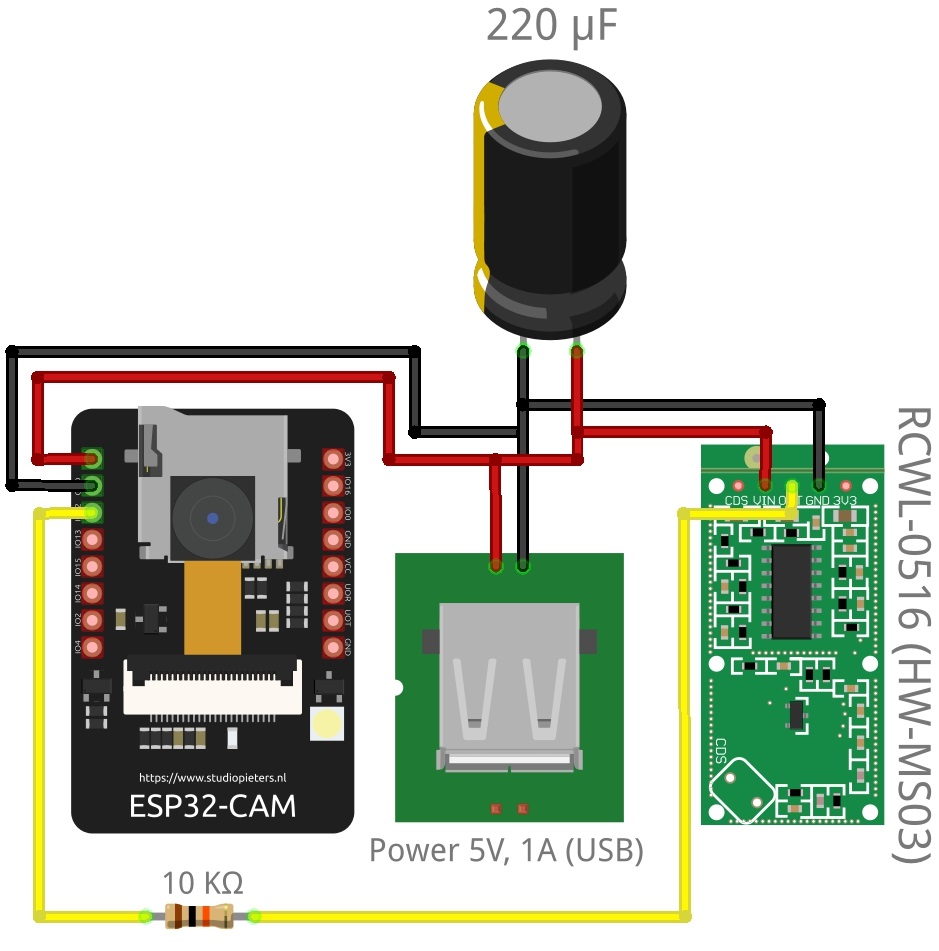 220 µF
3V3
IO16
IO0
GND
VCC
UOR
UOT
GND
IO13
IO15
IO14
IO2
IO4
https://www.studiopieters.nl
ESP32-CAM
Power 5V, 1A (USB)
CDS VIN GND 3V3
CDS
RCWL-0516 (HW-MS03)
10 KΩ